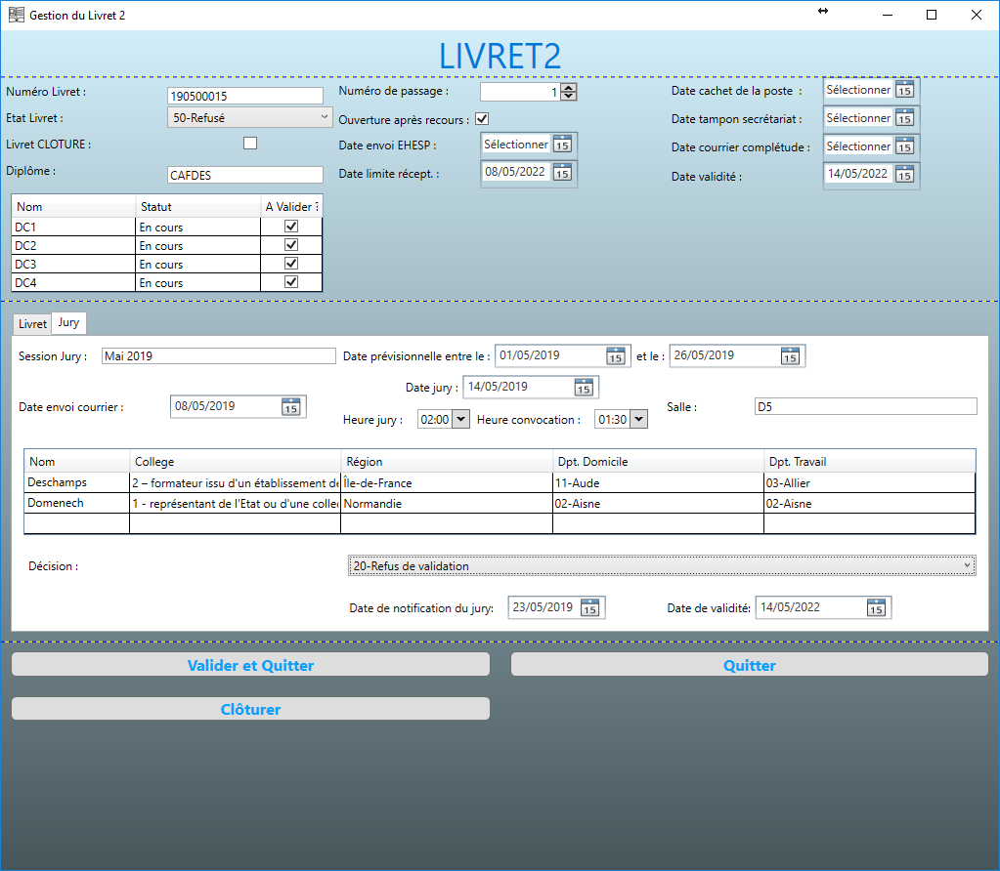 Gestion du Livret 2
LIVRET2
Numéro Livret : 190500015 Numéro de passage : 1 Date cachet de la poste : Sélectionner 15
Etat Livret : 50-Refusé Ouverture après recours : Date tampon secrétariat : Sélectionner 15
Livret CLOTURE : Date envoi EHESP : Sélectionner 15 Date courrier complétude : Sélectionner 15
Diplôme : CAFDES Date limite récept. : 08/05/2022 15 Date validité : 14/05/2022 15
Nom Statut A Valider ?
DC1 En cours
DC2 En cours
DC3 En cours
DC4 En cours
Livret Jury
Session Jury : Mai 2019 Date prévisionnelle entre le : 01/05/2019 15 et le : 26/05/2019 15
Date jury : 14/05/2019 15
Date envoi courrier : 08/05/2019 15 Salle : D5
Heure jury : 02:00 Heure convocation : 01:30
Nom College Région Dpt. Domicile Dpt. Travail
Deschamps 2 – formateur issu d'un établissement de Île-de-France 11-Aude 03-Allier
Domenech 1 - représentant de l'Etat ou d'une collec Normandie 02-Aisne 02-Aisne
Décision : 20-Refus de validation
Date de notification du jury: 23/05/2019 15 Date de validité: 14/05/2022 15
Valider et Quitter Quitter
Clôturer